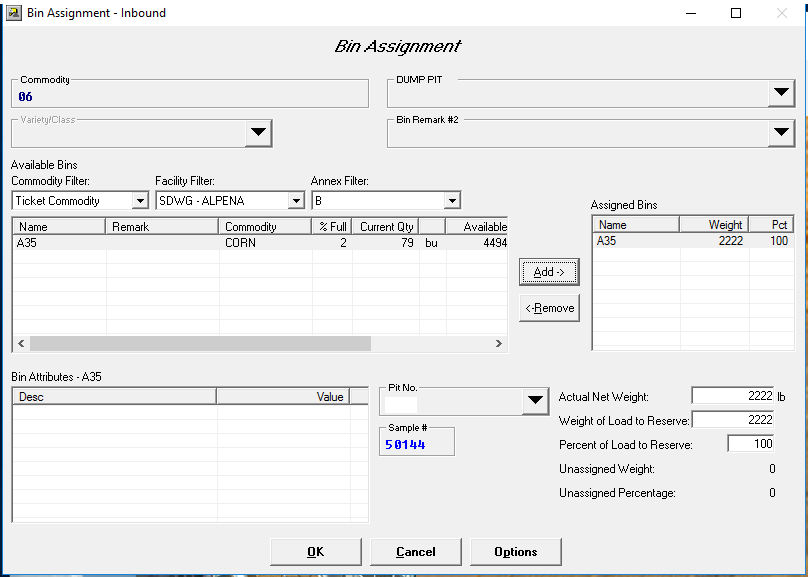 Bin Assignment - Inbound
Bin Assignment
Commodity
06
DUMP PIT
Variety/Class
Bin Remark #2
Available Bins
Commodity Filter: Facility Filter: Annex Filter:
Ticket Commodity SDWG - ALPENA B
Name Remark Commodity % Full Current Qty Available
A35 CORN 2 79 bu 4494
Add ->
<-Remove
Assigned Bins
Name Weight Pct
A35 2222 100
Bin Attributes - A35
Desc Value
Pit No.
Sample #
50144
Actual Net Weight: 2222 lb
Weight of Load to Reserve: 2222
Percent of Load to Reserve: 100
Unassigned Weight: 0
Unassigned Percentage: 0
OK Cancel Options